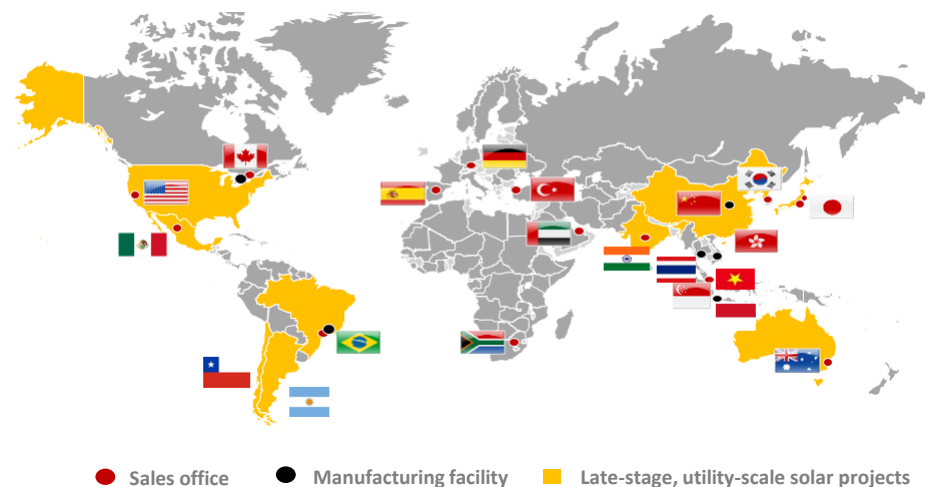 Sales office
Manufacturing facility
Late-stage, utility-scale solar projects